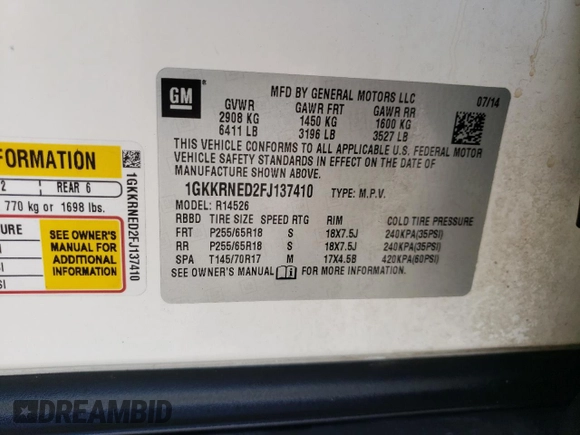 GM
MFD BY GENERAL MOTORS LLC 07/14
GVWR GAWR FRT GAWR RR
2908 KG 1450 KG 1600 KG
6411 LB 3196 LB 3527 LB
THIS VEHICLE CONFORMS TO ALL APPLICABLE U.S. FEDERAL MOTOR
VEHICLE SAFETY STANDARDS IN EFFECT ON THE DATE OF
MANUFACTURE SHOWN ABOVE.
1GKKRNED2FJ137410 TYPE: M.P.V.
MODEL: R14526
RBBD TIRE SIZE SPEED RTG RIM COLD TIRE PRESSURE
FRT P255/65R18 S 18X7.5J 240KPA(35PSI)
RR P255/65R18 S 18X7.5J 240KPA(35PSI)
SPA T145/70R17 M 17X4.5B 420KPA(60PSI)
SEE OWNER'S MANUAL FOR MORE INFORMATION.
FORMATION
2 REAR 6
770 kg or 1698 lbs.
RE
SEE OWNER'S
MANUAL FOR
ADDITIONAL
INFORMATION
1GKKRNED2FJ137410
DREAMBID